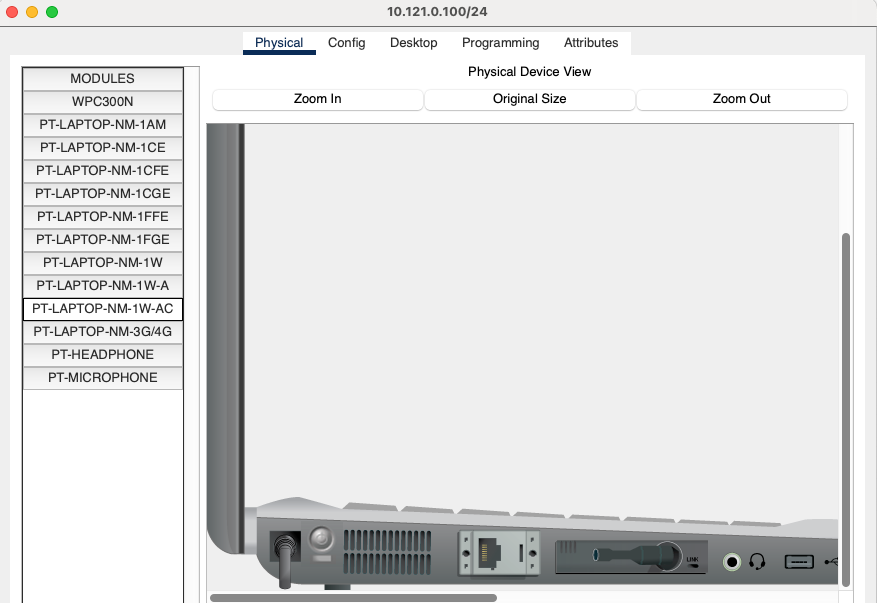 10.121.0.100/24
Physical Config Desktop Programming Attributes
MODULES
WPC300N
PT-LAPTOP-NM-1AM
PT-LAPTOP-NM-1CE
PT-LAPTOP-NM-1CFE
PT-LAPTOP-NM-1CGE
PT-LAPTOP-NM-1FFE
PT-LAPTOP-NM-1FGE
PT-LAPTOP-NM-1W
PT-LAPTOP-NM-1W-A
PT-LAPTOP-NM-1W-AC
PT-LAPTOP-NM-3G/4G
PT-HEADPHONE
PT-MICROPHONE
Physical Device View
Zoom In Original Size Zoom Out
LINK